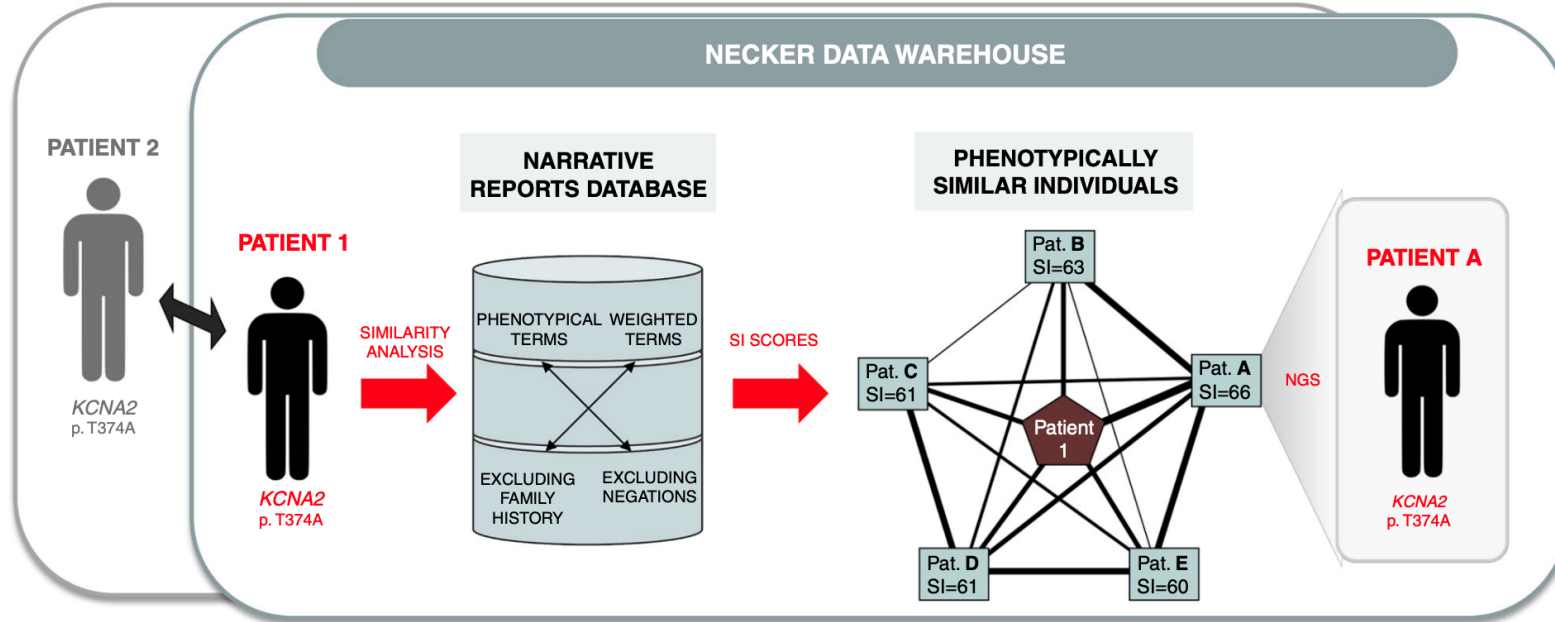 NECKER DATA WAREHOUSE
PATIENT 2
KCNA2
p. T374A
PATIENT 1
KCNA2
p. T374A
SIMILARITY
ANALYSIS
NARRATIVE
REPORTS DATABASE
PHENOTYPICAL
TERMS
WEIGHTED
TERMS
EXCLUDING
FAMILY
HISTORY
EXCLUDING
NEGATIONS
SI SCORES
PHENOTYPICALLY
SIMILAR INDIVIDUALS
Pat. B
SI=63
Pat. C
SI=61
Pat. A
SI=66
Patient
1
Pat. D
SI=61
Pat. E
SI=60
NGS
PATIENT A
KCNA2
p. T374A